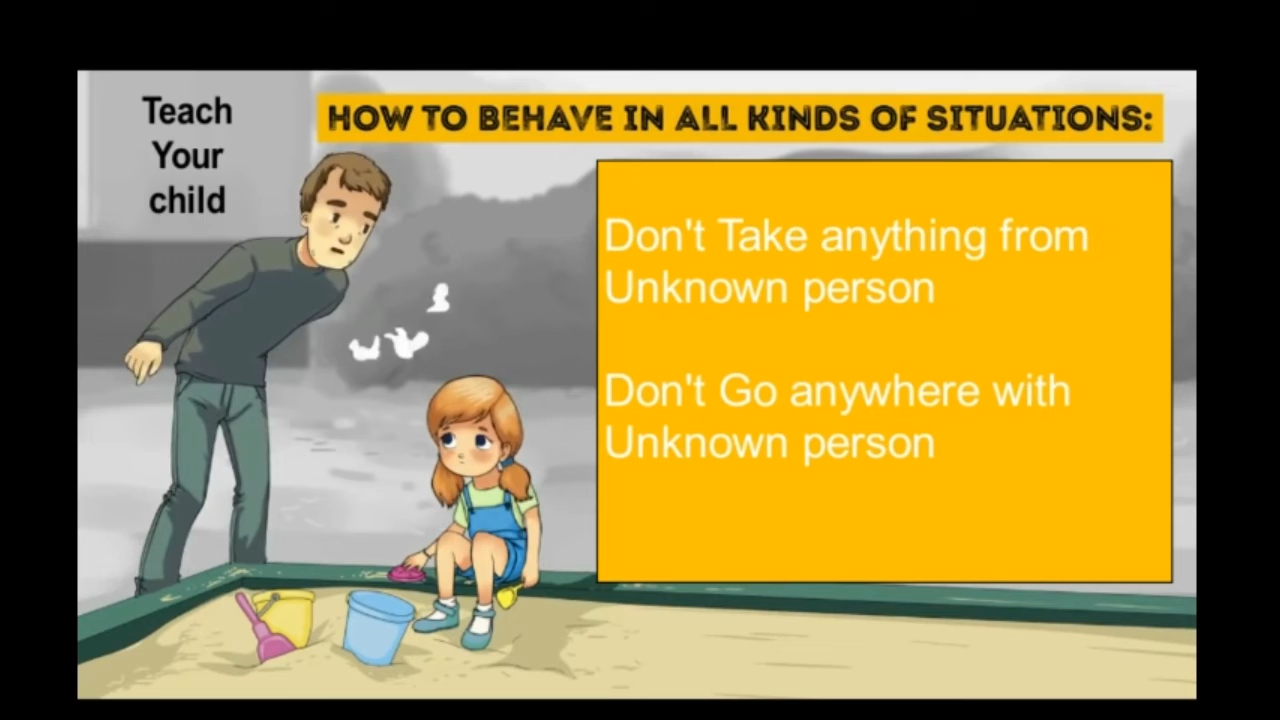 Teach
Your
child
HOW TO BEHAVE IN ALL KINDS OF SITUATIONS:
Don't Take anything from
Unknown person
Don't Go anywhere with
Unknown person